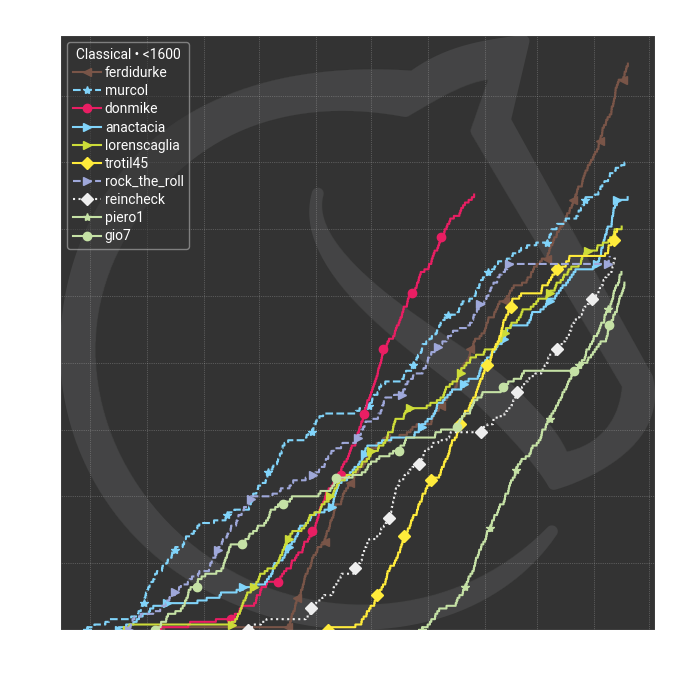 Classical • <1600
ferdidurke
murcol
donmike
anactacia
lorenscaglia
trotil45
rock_the_roll
reincheck
piero1
gio7